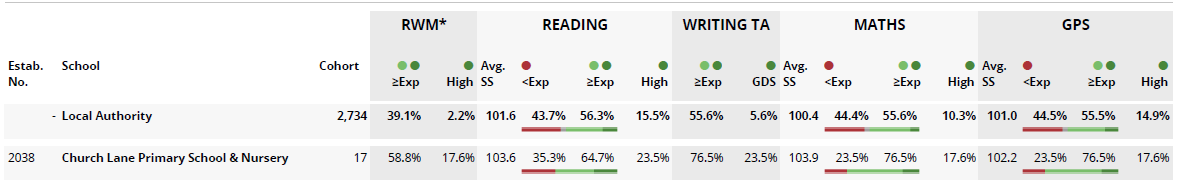 RWM* READING WRITING TA MATHS GPS
Estab. School Cohort Avg. Avg. Avg.
No. ≥Exp High SS <Exp ≥Exp High ≥Exp GDS SS <Exp ≥Exp High SS <Exp ≥Exp High
- Local Authority 2,734 39.1% 2.2% 101.6 43.7% 56.3% 15.5% 55.6% 5.6% 100.4 44.4% 55.6% 10.3% 101.0 44.5% 55.5% 14.9%
2038 Church Lane Primary School & Nursery 17 58.8% 17.6% 103.6 35.3% 64.7% 23.5% 76.5% 23.5% 103.9 23.5% 76.5% 17.6% 102.2 23.5% 76.5% 17.6%